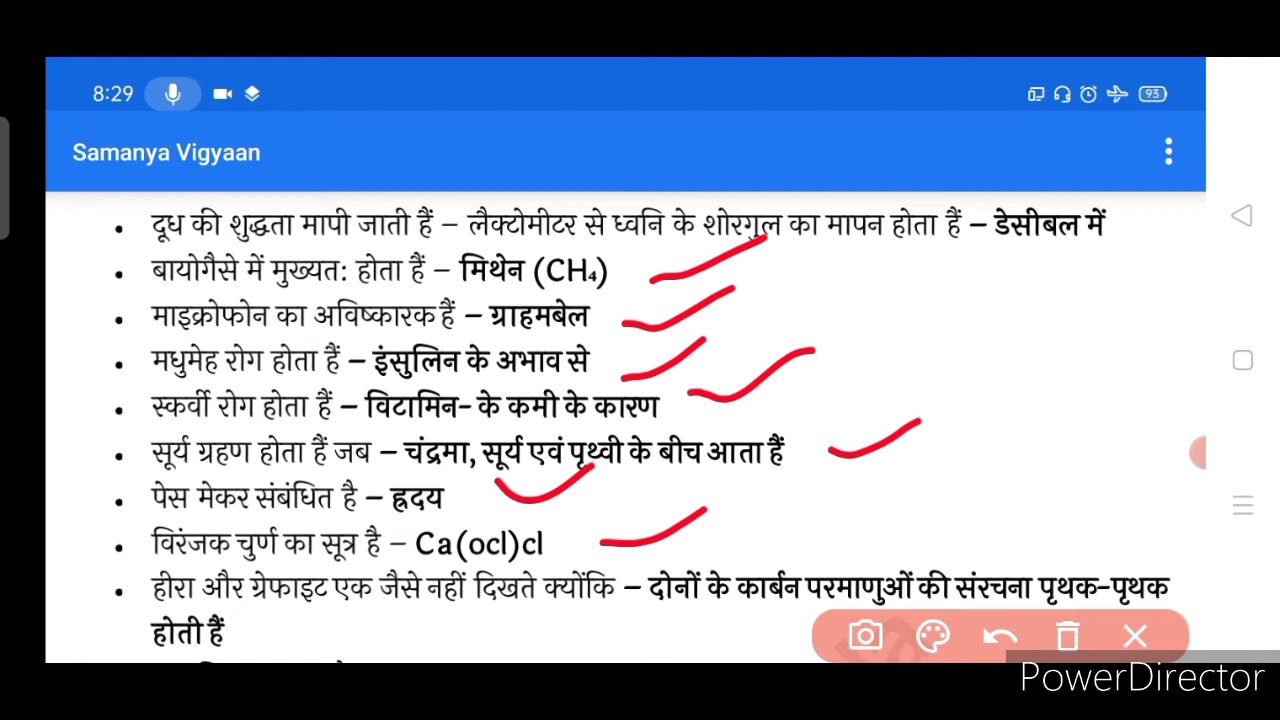 8:29
93
Samanya Vigyaan
• दूध की शुद्धता मापी जाती हैं – लैक्टोमीटर से ध्वनि के शोरगुल का मापन होता हैं – डेसीबल में
• बायोगैसे में मुख्यत: होता हैं – मिथेन (CH₄)
• माइक्रोफोन का अविष्कारक हैं – ग्राहमबेल
• मधुमेह रोग होता हैं – इंसुलिन के अभाव से
• स्कर्वी रोग होता हैं – विटामिन- के कमी के कारण
• सूर्य ग्रहण होता हैं जब – चंद्रमा, सूर्य एवं पृथ्वी के बीच आता हैं
• पेस मेकर संबंधित है – ह्रदय
• विरंजक चुर्ण का सूत्र है – Ca(ocl)cl
• हीरा और ग्रेफाइट एक जैसे नहीं दिखते क्योंकि – दोनों के कार्बन परमाणुओं की संरचना पृथक-पृथक
होती हैं
PowerDirector